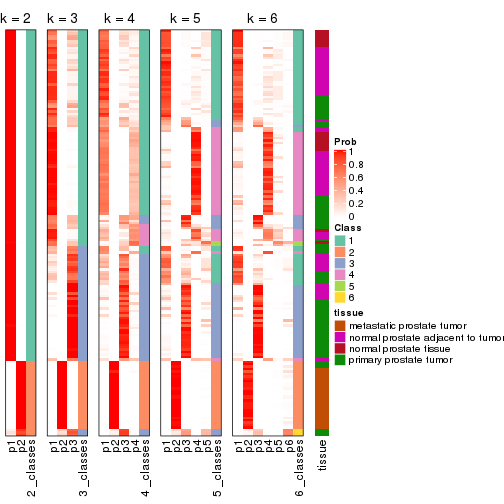 k = 2
k = 3
k = 4
k = 5
k = 6
Prob
1
0.8
0.6
0.4
0.2
0
Class
1
2
3
4
5
6
tissue
metastatic prostate tumor
normal prostate adjacent to tumor
normal prostate tissue
primary prostate tumor
p1
p2
2_classes
p1
p2
p3
3_classes
p1
p2
p3
p4
4_classes
p1
p2
p3
p4
p5
5_classes
p1
p2
p3
p4
p5
p6
6_classes
tissue